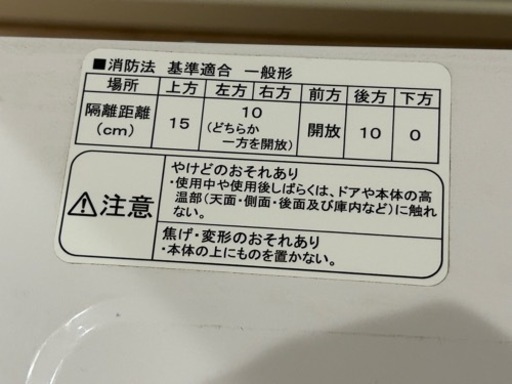 ■消防法 基準適合 一般形
場所 上方 左方 右方 前方 後方 下方
隔離距離(cm) 15 10(どちらか一方を開放) 開放 10 0
注意
やけどのおそれあり
・使用中や使用後しばらくは、ドアや本体の高
温部(天面・側面・後面及び庫内など)に触れ
ない。
焦げ・変形のおそれあり
・本体の上にものを置かない。